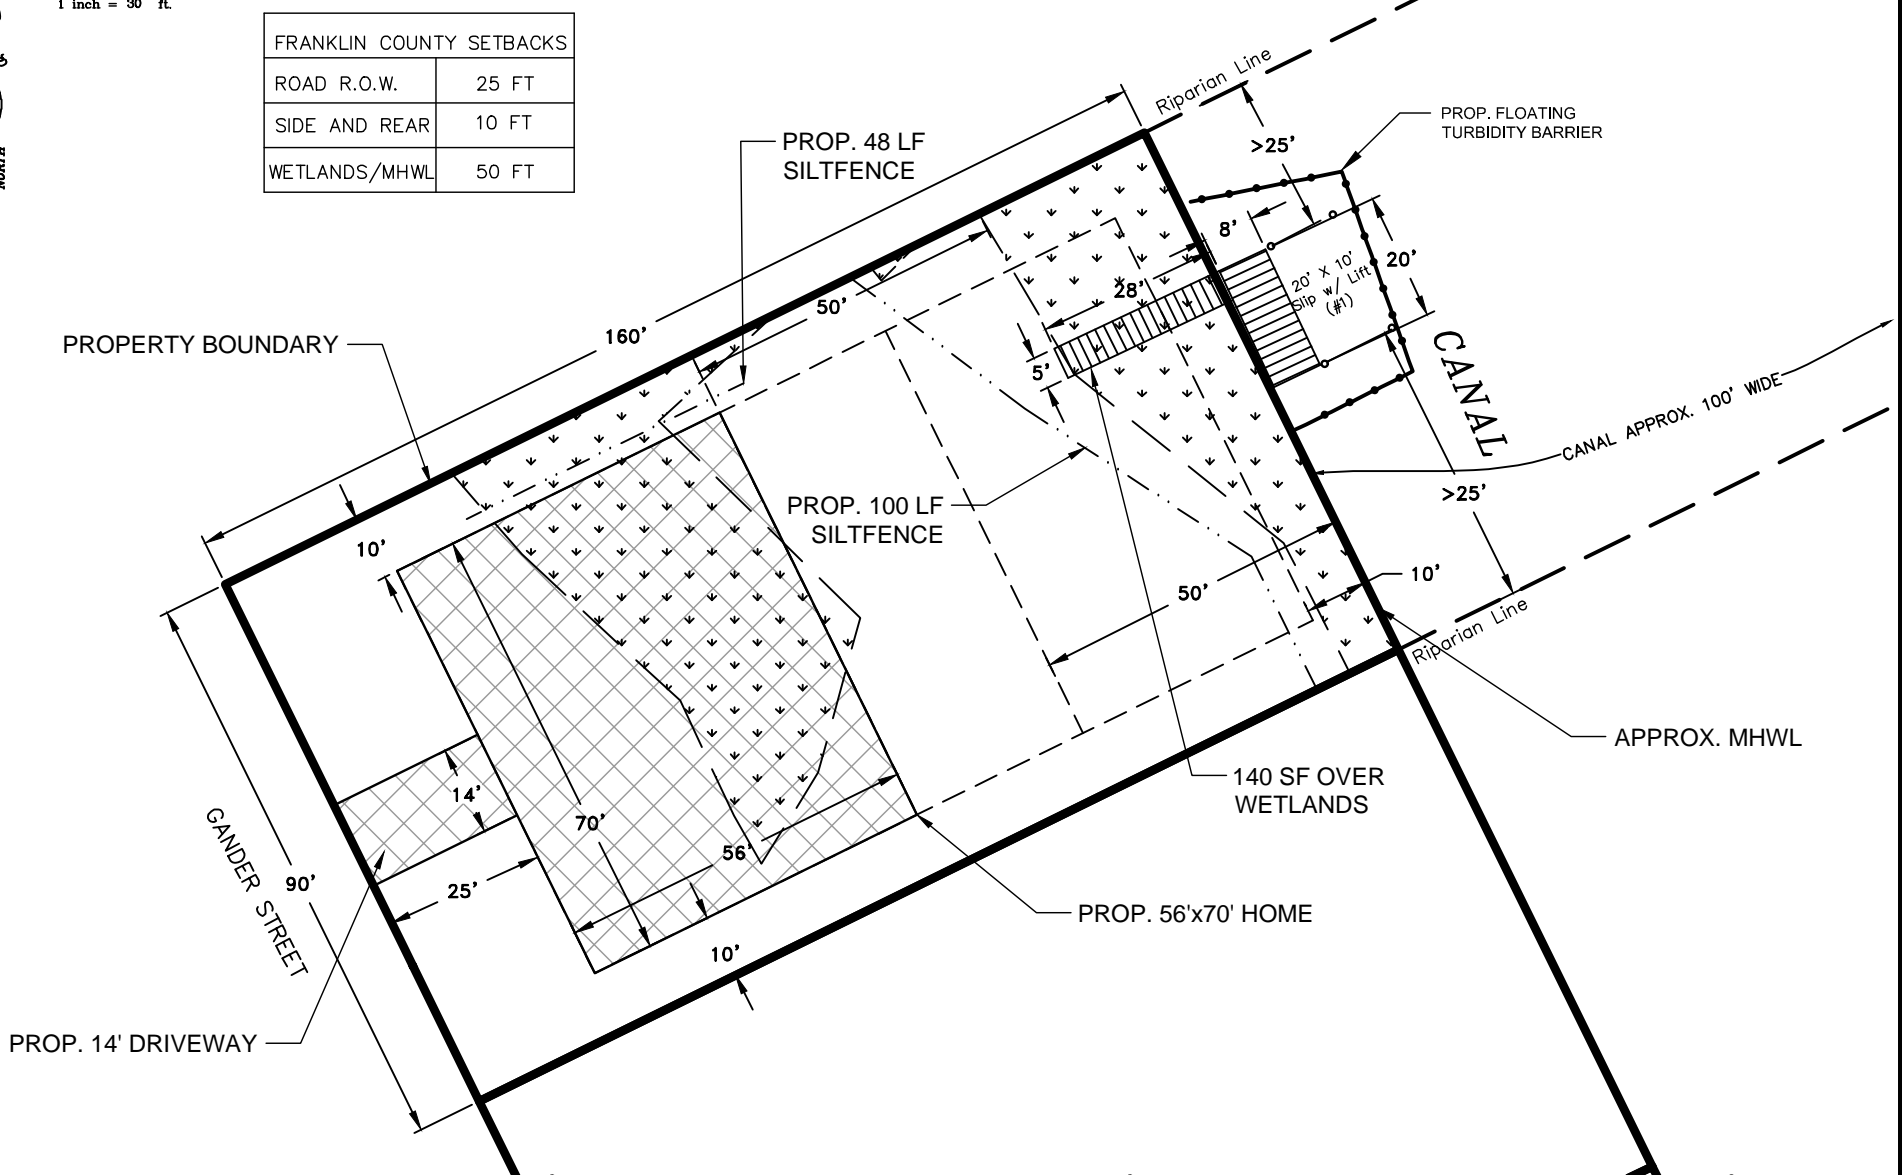 1 inch = 30 ft.
NORTH
FRANKLIN COUNTY SETBACKS
ROAD R.O.W. 25 FT
SIDE AND REAR 10 FT
WETLANDS/MHWL 50 FT
PROP. 48 LF
SILTFENCE
Riparian Line
PROP. FLOATING
TURBIDITY BARRIER
>25'
8'
20'
20' X 10'
Slip w/ Lift
(#1)
28'
50'
160'
PROPERTY BOUNDARY
5'
CANAL
CANAL APPROX. 100' WIDE
>25'
PROP. 100 LF
SILTFENCE
10'
50'
10'
Riparian Line
APPROX. MHWL
140 SF OVER
WETLANDS
14'
70'
56'
GANDER STREET
90'
25'
PROP. 56'x70' HOME
10'
PROP. 14' DRIVEWAY